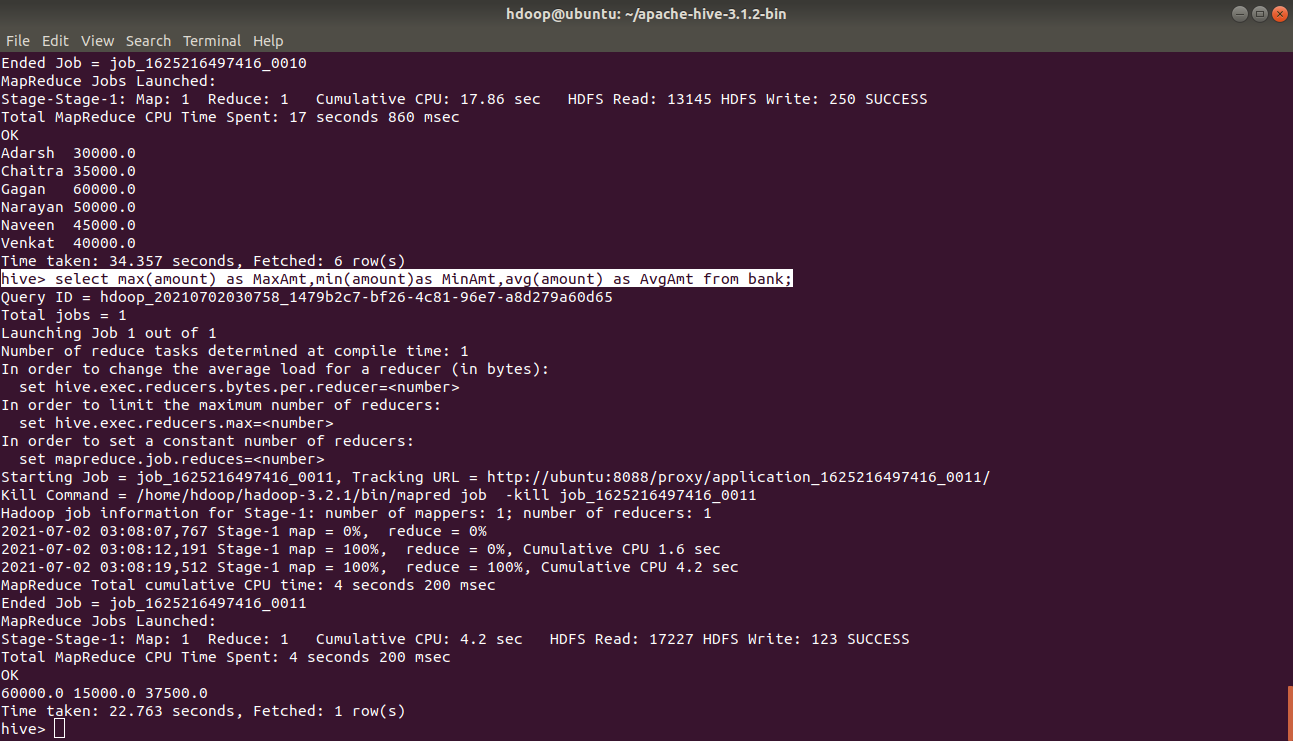 hdoop@ubuntu: ~/apache-hive-3.1.2-bin
File Edit View Search Terminal Help
Ended Job = job_1625216497416_0010
MapReduce Jobs Launched:
Stage-Stage-1: Map: 1  Reduce: 1   Cumulative CPU: 17.86 sec   HDFS Read: 13145 HDFS Write: 250 SUCCESS
Total MapReduce CPU Time Spent: 17 seconds 860 msec
OK
Adarsh  30000.0
Chaitra 35000.0
Gagan   60000.0
Narayan 50000.0
Naveen  45000.0
Venkat  40000.0
Time taken: 34.357 seconds, Fetched: 6 row(s)
hive> select max(amount) as MaxAmt,min(amount)as MinAmt,avg(amount) as AvgAmt from bank;
Query ID = hdoop_20210702030758_1479b2c7-bf26-4c81-96e7-a8d279a60d65
Total jobs = 1
Launching Job 1 out of 1
Number of reduce tasks determined at compile time: 1
In order to change the average load for a reducer (in bytes):
  set hive.exec.reducers.bytes.per.reducer=<number>
In order to limit the maximum number of reducers:
  set hive.exec.reducers.max=<number>
In order to set a constant number of reducers:
  set mapreduce.job.reduces=<number>
Starting Job = job_1625216497416_0011, Tracking URL = http://ubuntu:8088/proxy/application_1625216497416_0011/
Kill Command = /home/hdoop/hadoop-3.2.1/bin/mapred job  -kill job_1625216497416_0011
Hadoop job information for Stage-1: number of mappers: 1; number of reducers: 1
2021-07-02 03:08:07,767 Stage-1 map = 0%,  reduce = 0%
2021-07-02 03:08:12,191 Stage-1 map = 100%,  reduce = 0%, Cumulative CPU 1.6 sec
2021-07-02 03:08:19,512 Stage-1 map = 100%,  reduce = 100%, Cumulative CPU 4.2 sec
MapReduce Total cumulative CPU time: 4 seconds 200 msec
Ended Job = job_1625216497416_0011
MapReduce Jobs Launched:
Stage-Stage-1: Map: 1  Reduce: 1   Cumulative CPU: 4.2 sec   HDFS Read: 17227 HDFS Write: 123 SUCCESS
Total MapReduce CPU Time Spent: 4 seconds 200 msec
OK
60000.0 15000.0 37500.0
Time taken: 22.763 seconds, Fetched: 1 row(s)
hive>